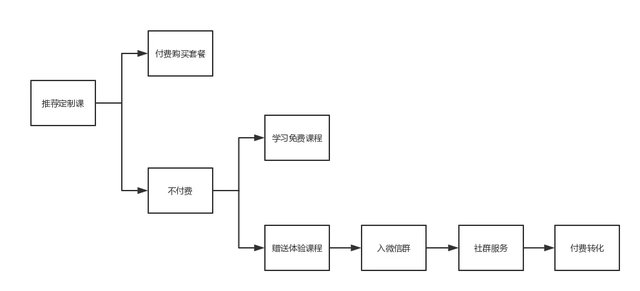 付费购买套餐
推荐定制课
学习免费课程
不付费
赠送体验课程
入微信群
社群服务
付费转化